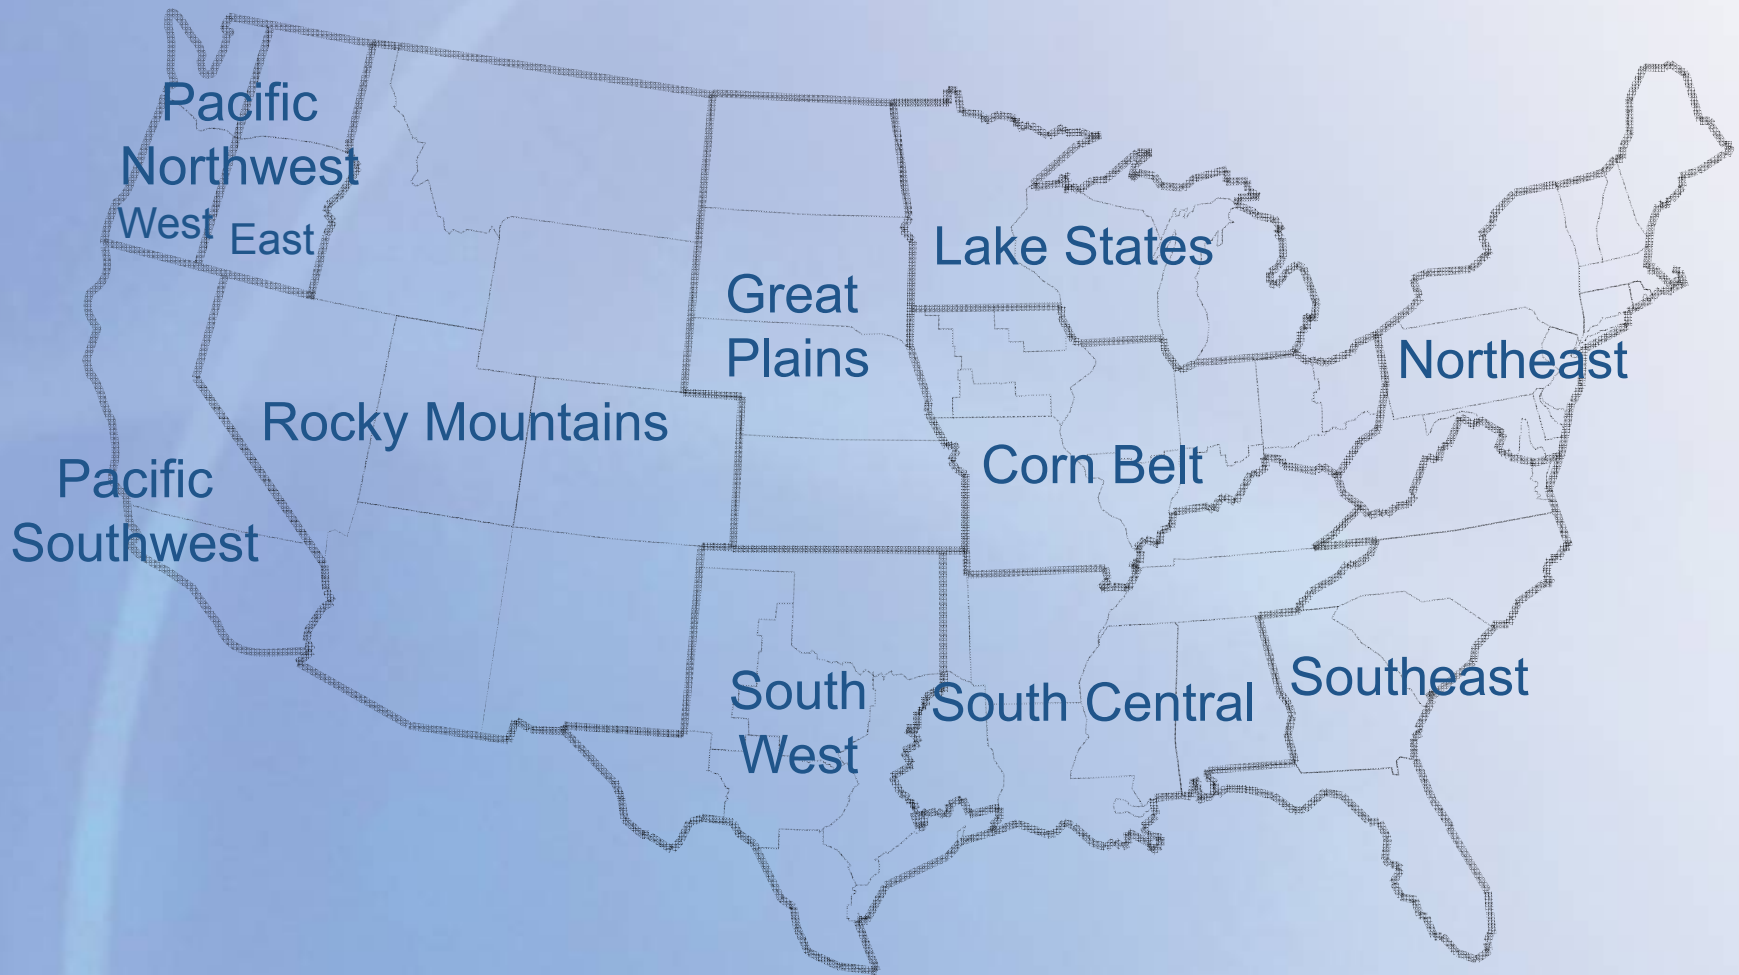 Pacific
Northwest
West
East
Lake States
Great
Plains
Northeast
Rocky Mountains
Corn Belt
Pacific
Southwest
South
West
South Central
Southeast